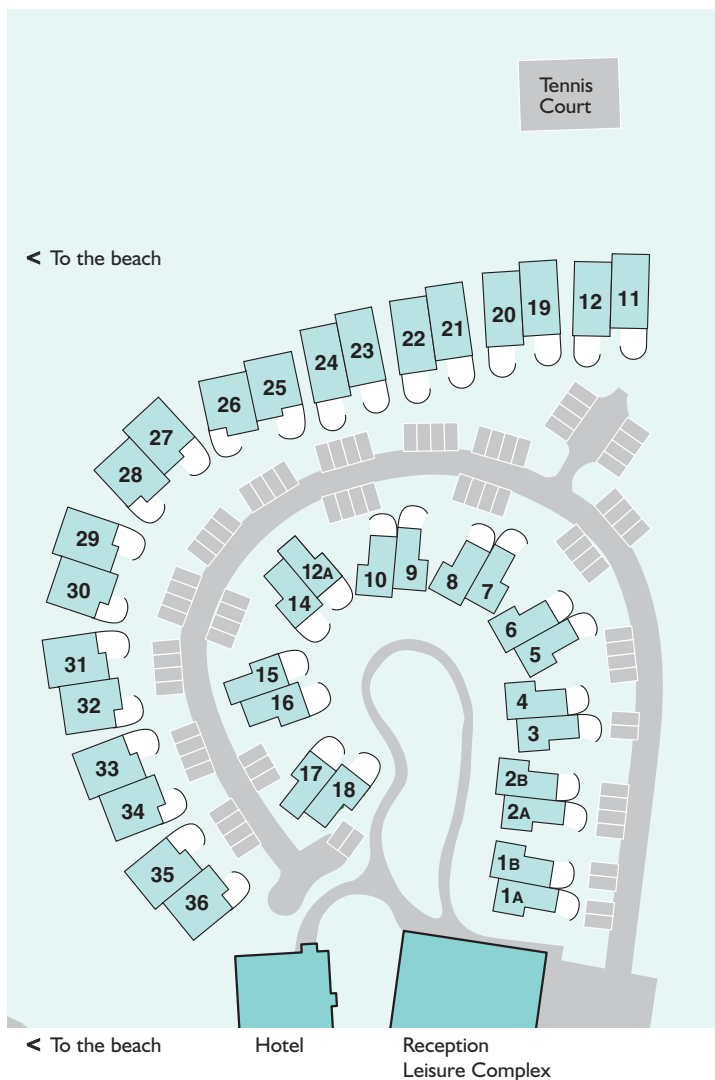 Tennis
Court
< To the beach
11
12
19
20
21
22
23
24
25
26
27
28
29
30
31
32
33
34
35
36
12A
14
10
9
8
7
6
5
15
16
4
3
17
18
2B
2A
1B
1A
< To the beach
Hotel
Reception
Leisure Complex